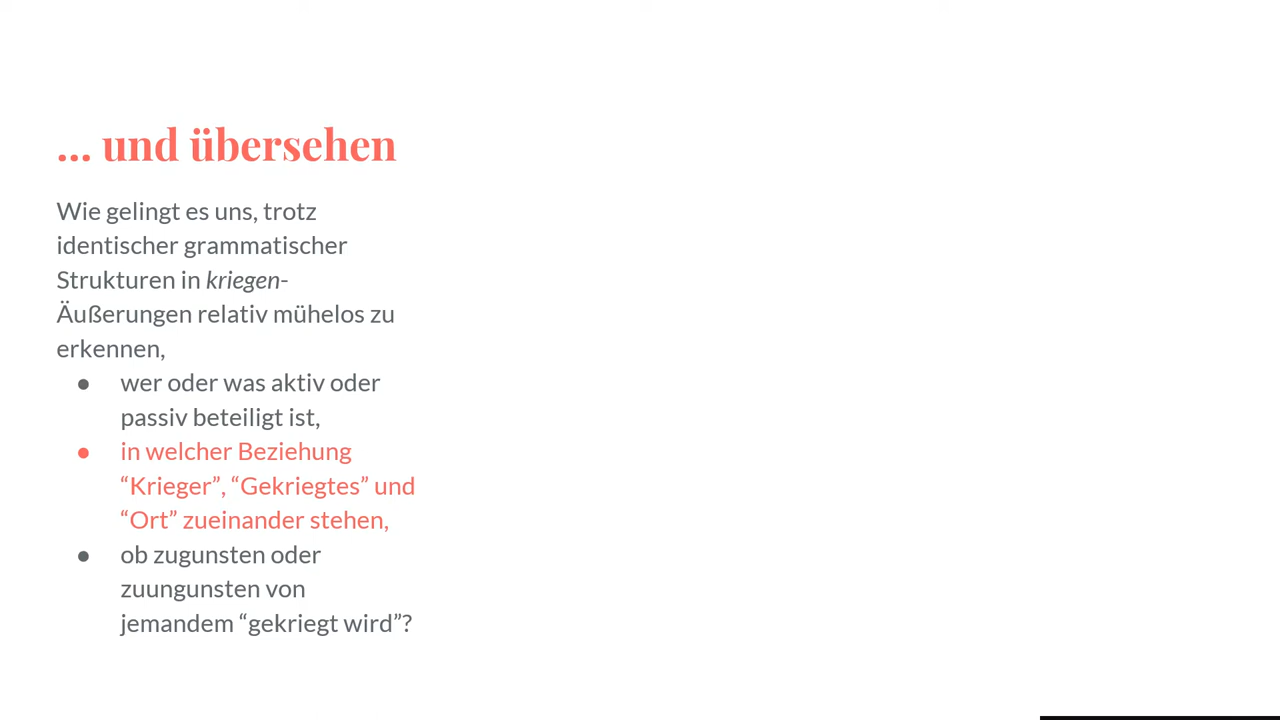 ... und übersehen
Wie gelingt es uns, trotz
identischer grammatischer
Strukturen in kriegen-
Äußerungen relativ mühelos zu
erkennen,
● wer oder was aktiv oder
passiv beteiligt ist,
● in welcher Beziehung
“Krieger”, “Gekriegtes” und
“Ort” zueinander stehen,
● ob zugunsten oder
zuungunsten von
jemandem “gekriegt wird”?